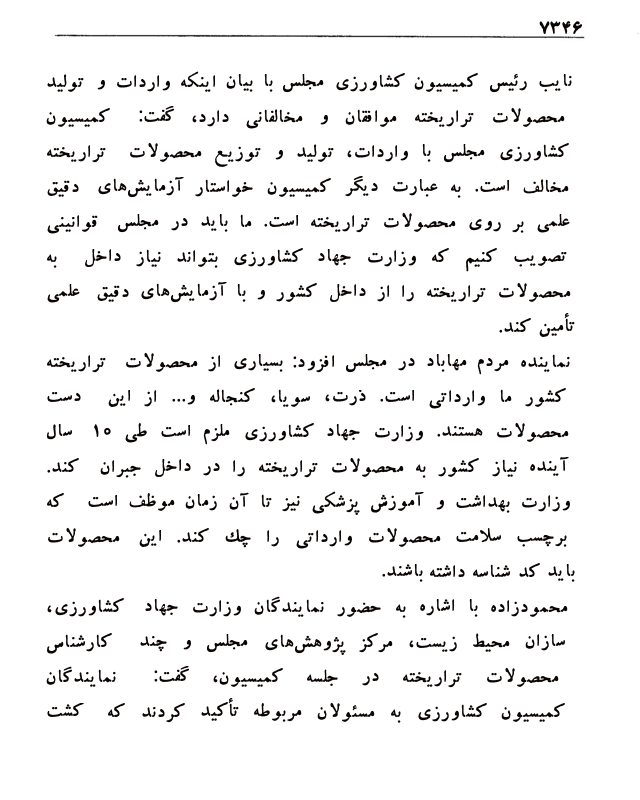 ۷۳۴۶
نایب رئیس کمیسیون کشاورزی مجلس با بیان اینکه واردات و تولید
محصولات تراریخته موافقان و مخالفانی دارد، گفت: کمیسیون
کشاورزی مجلس با واردات، تولید و توزیع محصولات تراریخته
مخالف است. به عبارت دیگر کمیسیون خواستار آزمایش‌های دقیق
علمی بر روی محصولات تراریخته است. ما باید در مجلس قوانینی
تصویب کنیم که وزارت جهاد کشاورزی بتواند نیاز داخل به
محصولات تراریخته را از داخل کشور و با آزمایش‌های دقیق علمی
تأمین کند.
نماینده مردم مهاباد در مجلس افزود: بسیاری از محصولات تراریخته
کشور ما وارداتی است. ذرت، سویا، کنجاله و... از این دست
محصولات هستند. وزارت جهاد کشاورزی ملزم است طی ۱۰ سال
آینده نیاز کشور به محصولات تراریخته را در داخل جبران کند.
وزارت بهداشت و آموزش پزشکی نیز تا آن زمان موظف است که
برچسب سلامت محصولات وارداتی را چك کند. این محصولات
باید کد شناسه داشته باشند.
محمودزاده با اشاره به حضور نمایندگان وزارت جهاد کشاورزی،
سازان محیط زیست، مرکز پژوهش‌های مجلس و چند کارشناس
محصولات تراریخته در جلسه کمیسیون، گفت: نمایندگان
کمیسیون کشاورزی به مسئولان مربوطه تأکید کردند که کشت